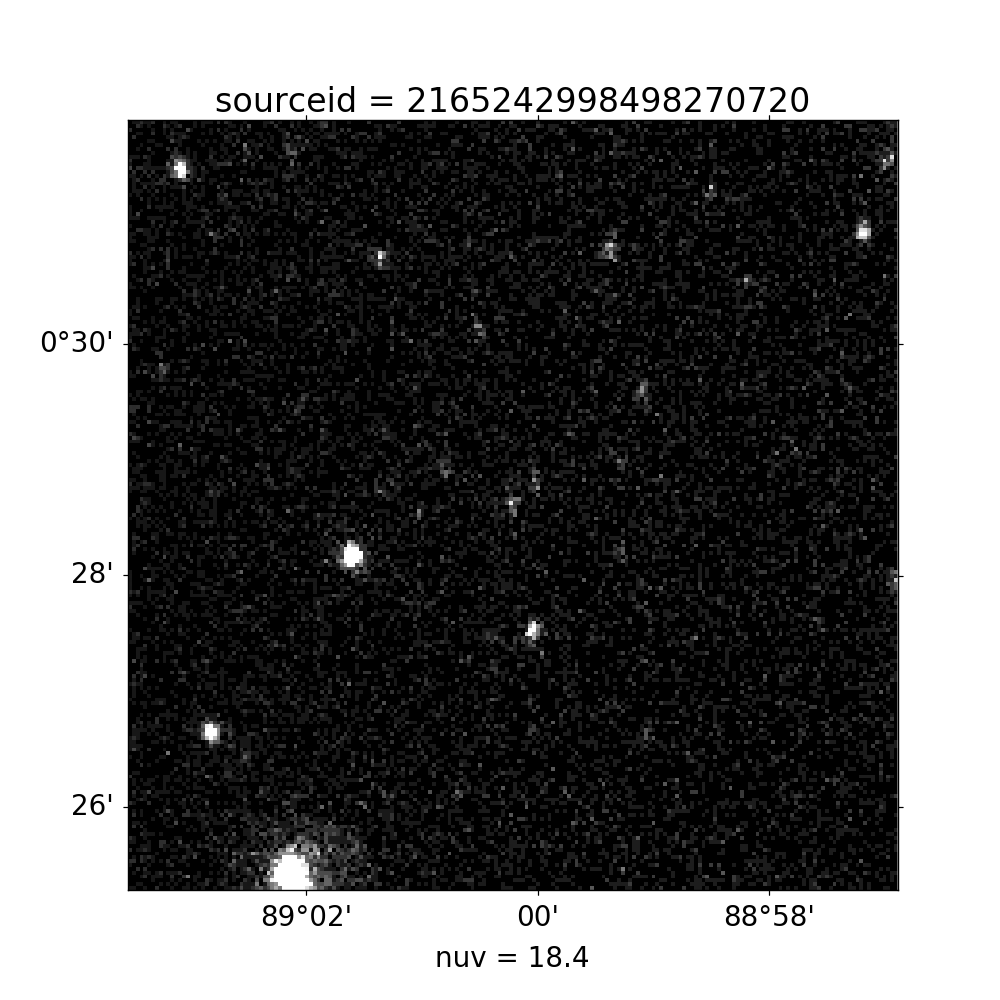 sourceid = 2165242998498270720
0°30'
28'
26'
89°02' 00' 88°58'
nuv = 18.4